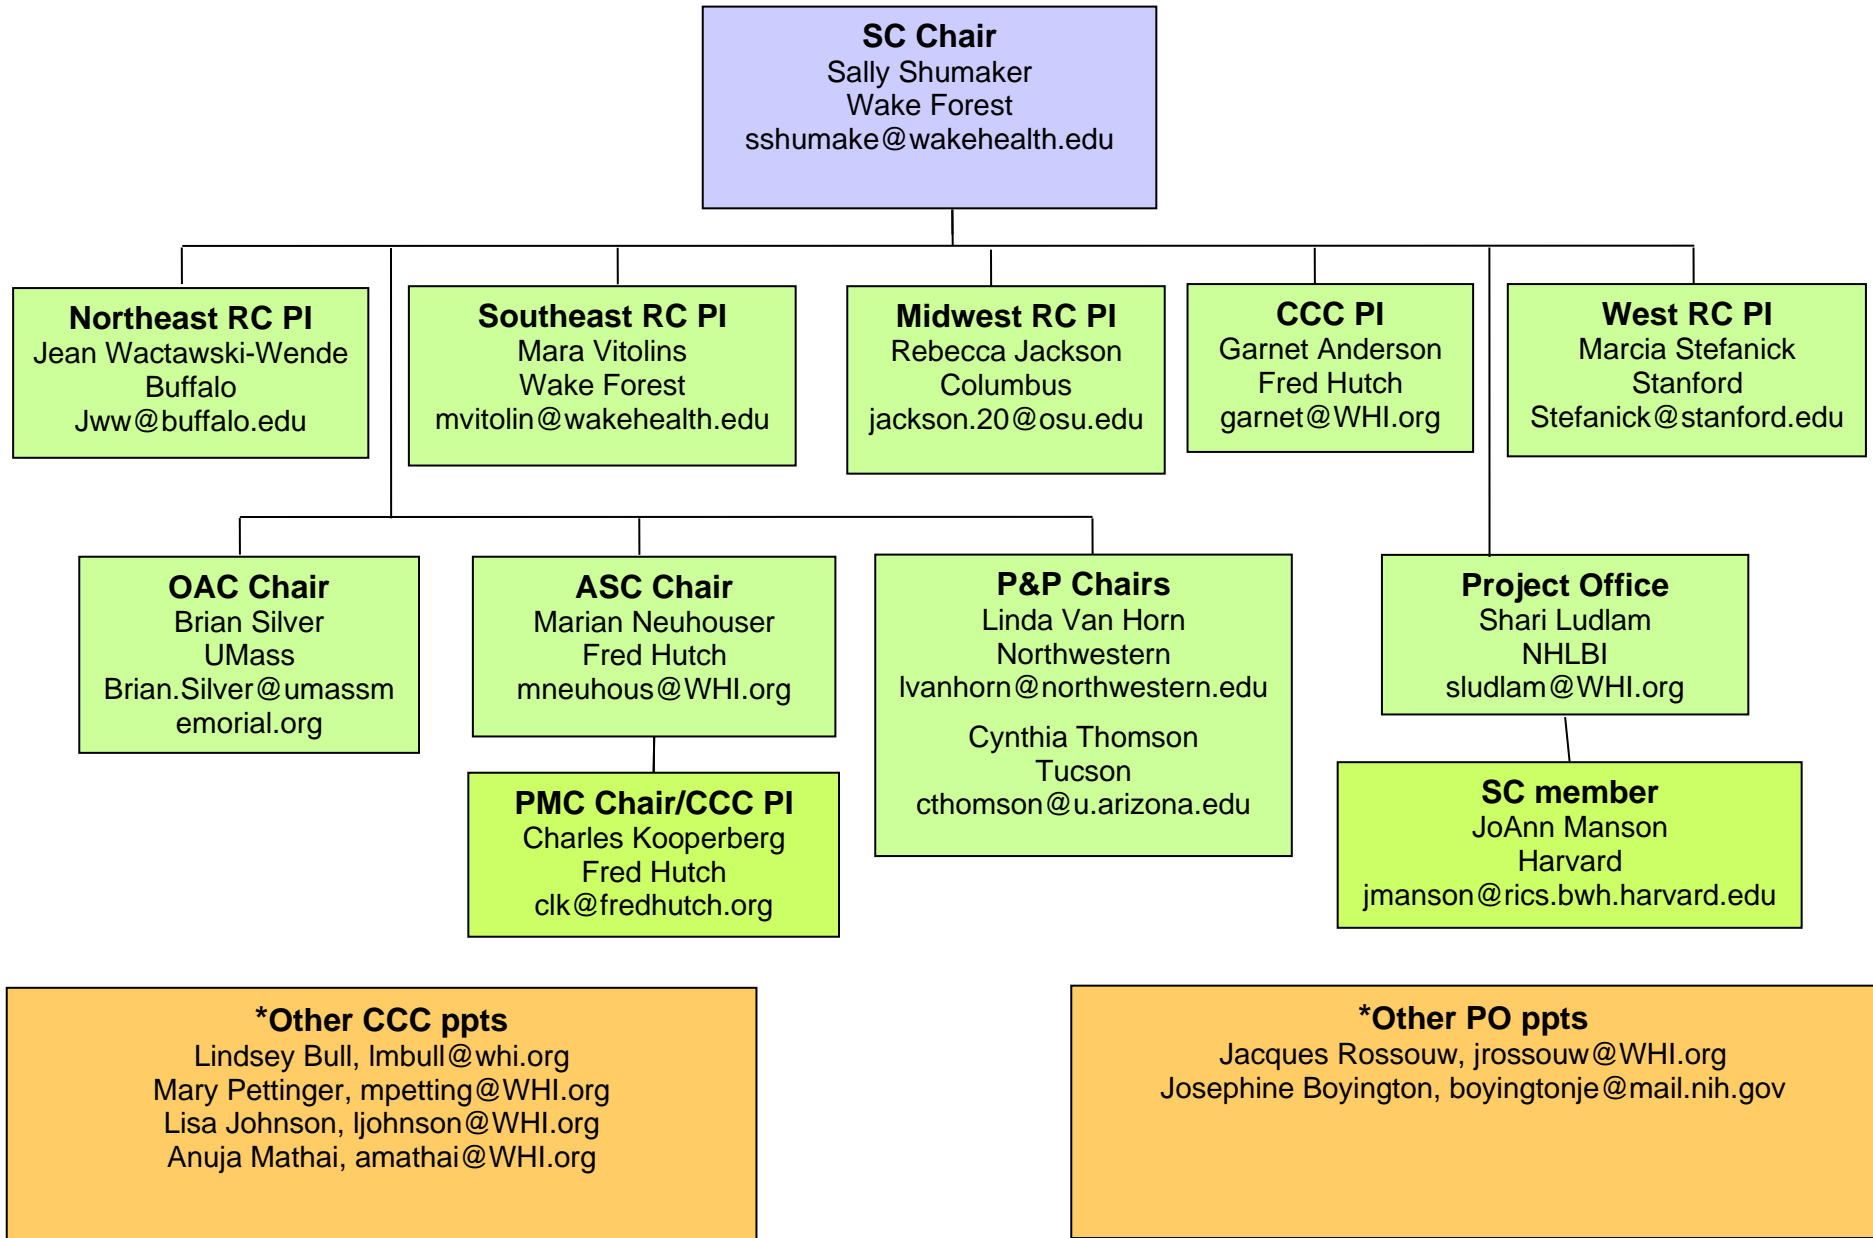 SC Chair
Sally Shumaker
Wake Forest
sshumake@wakehealth.edu
Northeast RC PI
Jean Wactawski-Wende
Buffalo
Jww@buffalo.edu
Southeast RC PI
Mara Vitolins
Wake Forest
mvitolin@wakehealth.edu
Midwest RC PI
Rebecca Jackson
Columbus
jackson.20@osu.edu
CCC PI
Garnet Anderson
Fred Hutch
garnet@WHI.org
West RC PI
Marcia Stefanick
Stanford
Stefanick@stanford.edu
OAC Chair
Brian Silver
UMass
Brian.Silver@umassm
emorial.org
ASC Chair
Marian Neuhouser
Fred Hutch
mneuhous@WHI.org
P&P Chairs
Linda Van Horn
Northwestern
lvanhorn@northwestern.edu
Cynthia Thomson
Tucson
cthomson@u.arizona.edu
Project Office
Shari Ludlam
NHLBI
sludlam@WHI.org
PMC Chair/CCC PI
Charles Kooperberg
Fred Hutch
clk@fredhutch.org
SC member
JoAnn Manson
Harvard
jmanson@rics.bwh.harvard.edu
*Other CCC ppts
Lindsey Bull, lmbull@whi.org
Mary Pettinger, mpetting@WHI.org
Lisa Johnson, ljohnson@WHI.org
Anuja Mathai, amathai@WHI.org
*Other PO ppts
Jacques Rossouw, jrossouw@WHI.org
Josephine Boyington, boyingtonje@mail.nih.gov